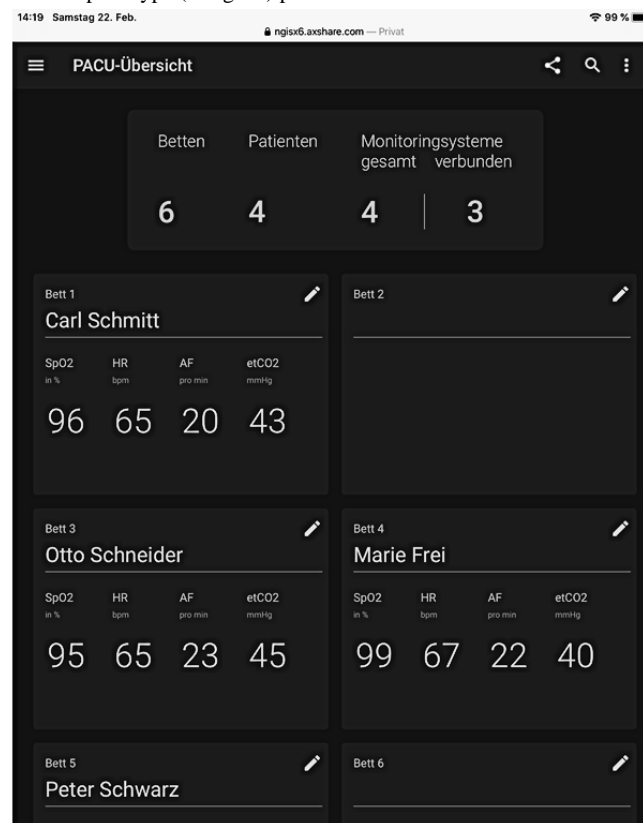 14:19 Samstag 22. Feb.
99 %
ngisx6.axshare.com — Privat
PACU-Übersicht
Betten Patienten Monitoringsysteme
gesamt verbunden
6 4 4 3
Bett 1
Carl Schmitt
SpO2 HR AF etCO2
in % bpm pro min mmHg
96 65 20 43
Bett 2
Bett 3
Otto Schneider
SpO2 HR AF etCO2
in % bpm pro min mmHg
95 65 23 45
Bett 4
Marie Frei
SpO2 HR AF etCO2
in % bpm pro min mmHg
99 67 22 40
Bett 5
Peter Schwarz
Bett 6